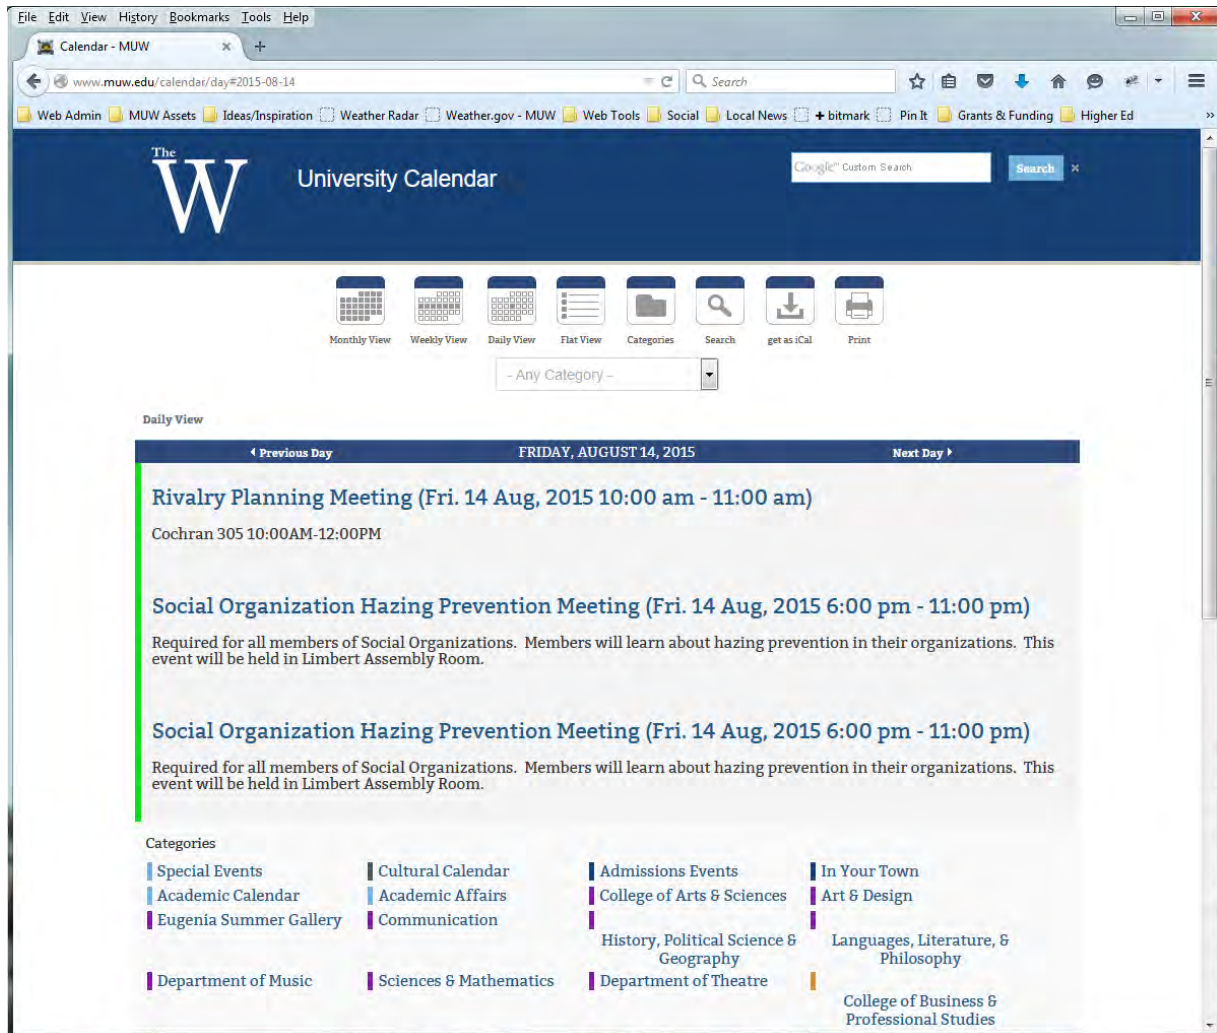 File Edit View History Bookmarks Tools Help
Calendar - MUW × +
www.muw.edu/calendar/day#2015-08-14 Search
Web Admin MUW Assets Ideas/Inspiration Weather Radar Weather.gov - MUW Web Tools Social Local News + bitmark Pin It Grants & Funding Higher Ed »
The
W
University Calendar
Google™ Custom Search Search ×
Monthly View Weekly View Daily View Flat View Categories Search get as iCal Print
- Any Category -
Daily View
Previous Day FRIDAY, AUGUST 14, 2015 Next Day
Rivalry Planning Meeting (Fri. 14 Aug, 2015 10:00 am - 11:00 am)
Cochran 305 10:00AM-12:00PM
Social Organization Hazing Prevention Meeting (Fri. 14 Aug, 2015 6:00 pm - 11:00 pm)
Required for all members of Social Organizations. Members will learn about hazing prevention in their organizations. This
event will be held in Limbert Assembly Room.
Social Organization Hazing Prevention Meeting (Fri. 14 Aug, 2015 6:00 pm - 11:00 pm)
Required for all members of Social Organizations. Members will learn about hazing prevention in their organizations. This
event will be held in Limbert Assembly Room.
Categories
Special Events Cultural Calendar Admissions Events In Your Town
Academic Calendar Academic Affairs College of Arts & Sciences Art & Design
Eugenia Summer Gallery Communication
History, Political Science & Languages, Literature, &
Geography Philosophy
Department of Music Sciences & Mathematics Department of Theatre
College of Business &
Professional Studies